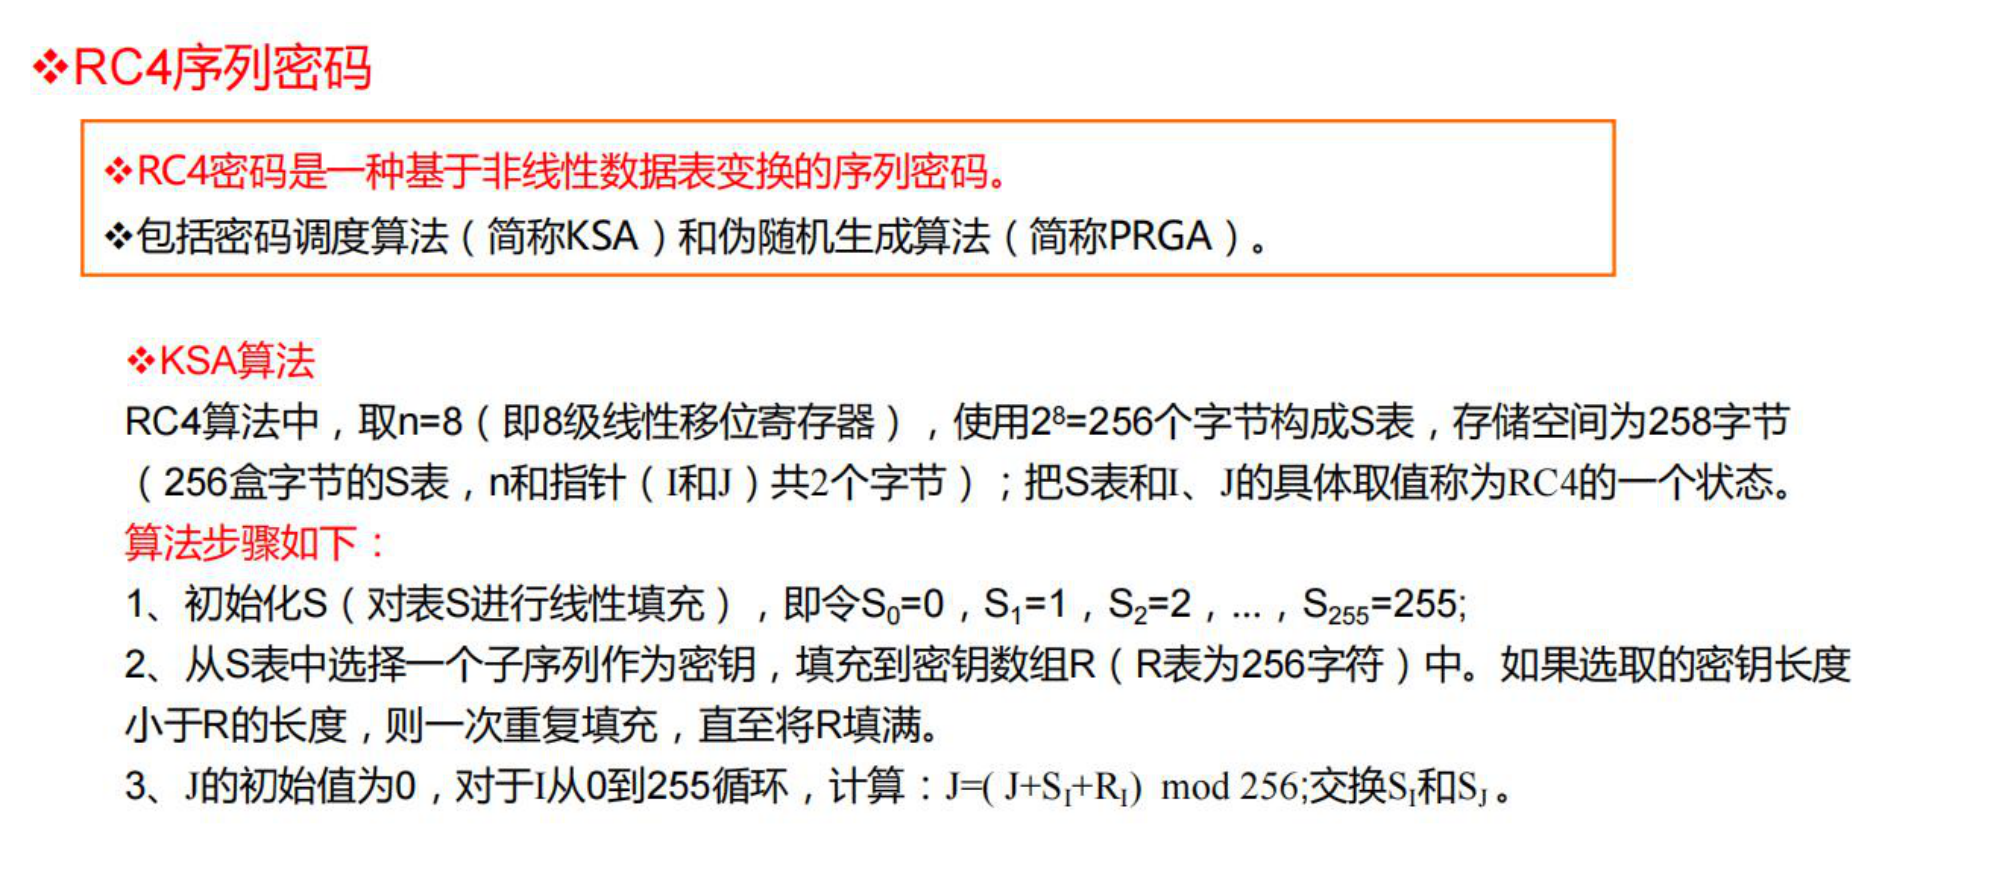 ❖RC4序列密码
❖RC4密码是一种基于非线性数据表变换的序列密码。
❖包括密码调度算法（简称KSA）和伪随机生成算法（简称PRGA）。
❖KSA算法
RC4算法中，取n=8（即8级线性移位寄存器），使用2⁸=256个字节构成S表，存储空间为258字节
（256盒字节的S表，n和指针（I和J）共2个字节）；把S表和I、J的具体取值称为RC4的一个状态。
算法步骤如下：
1、初始化S（对表S进行线性填充），即令S₀=0，S₁=1，S₂=2，...，S₂₅₅=255;
2、从S表中选择一个子序列作为密钥，填充到密钥数组R（R表为256字符）中。如果选取的密钥长度
小于R的长度，则一次重复填充，直至将R填满。
3、J的初始值为0，对于I从0到255循环，计算：J=( J+S_I+R_I) mod 256;交换S_I和S_J。